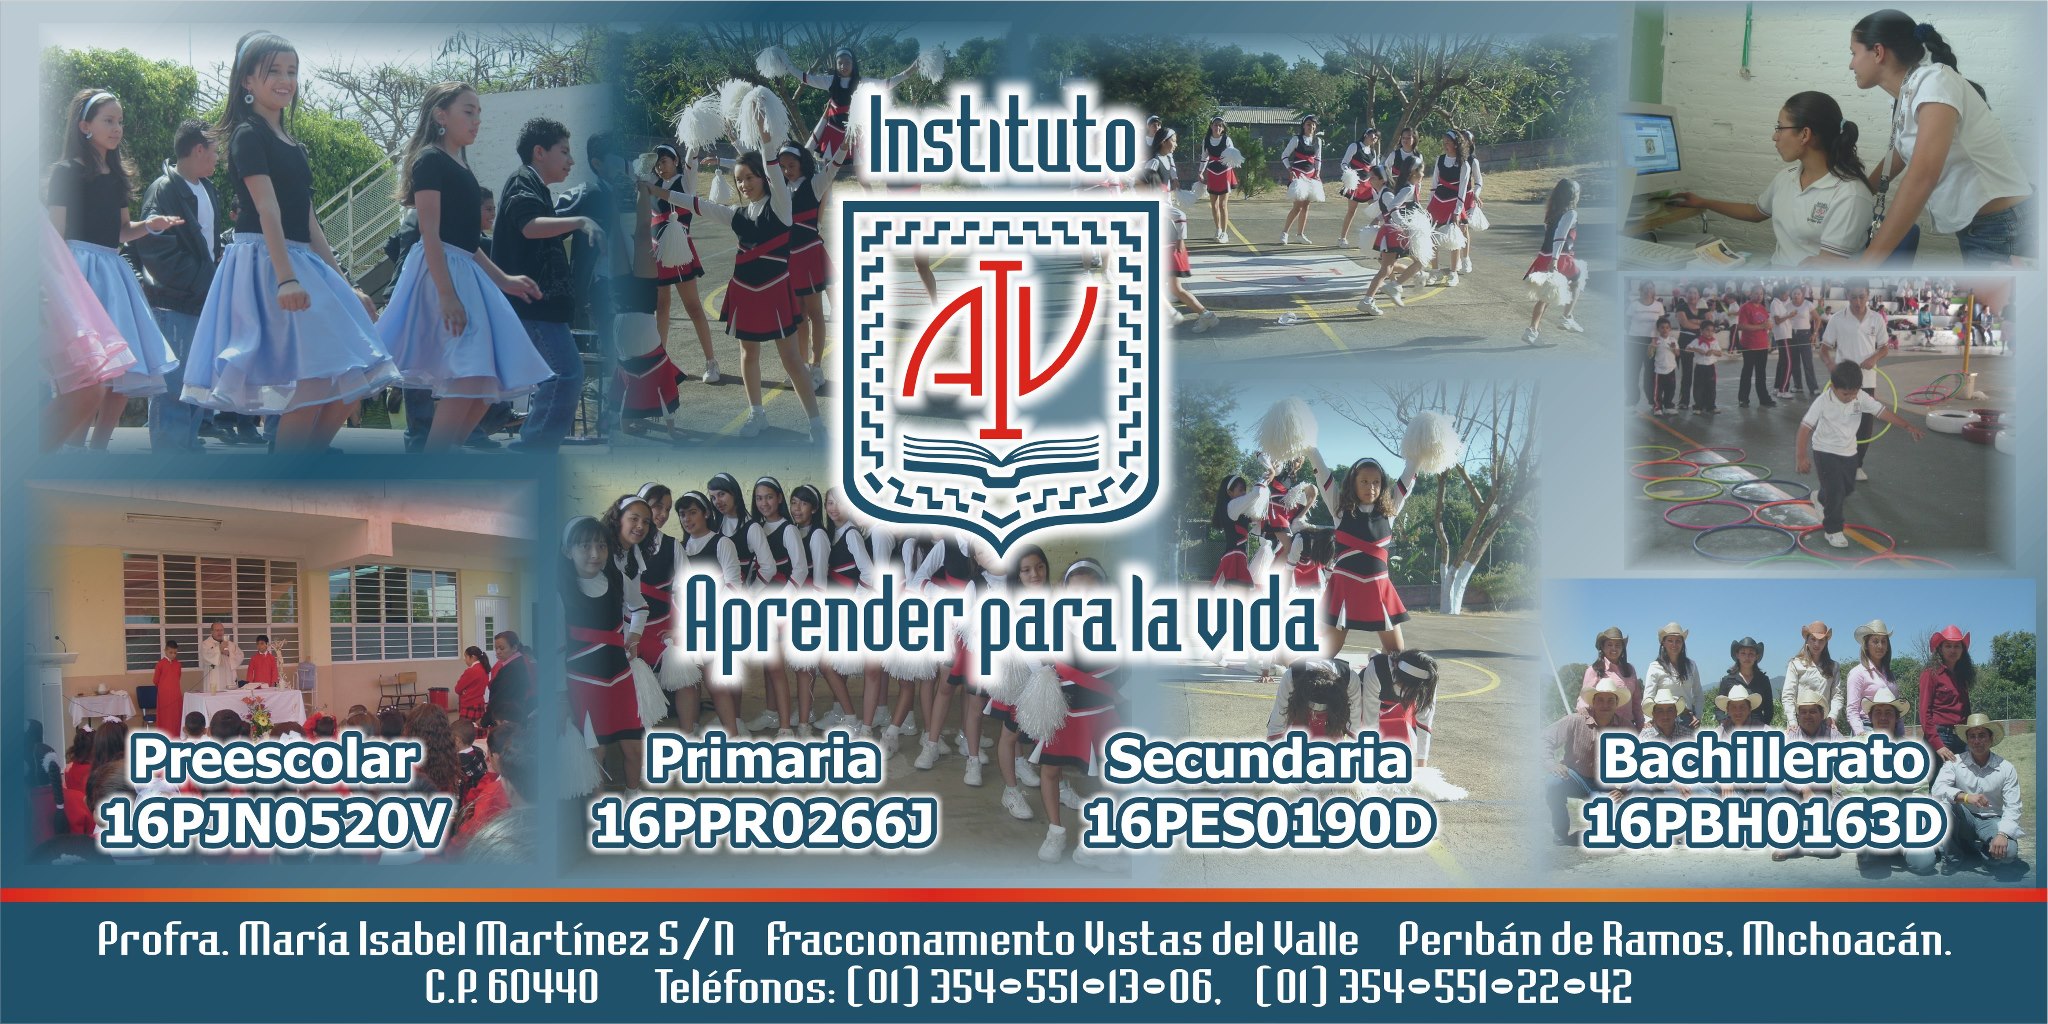 Instituto
AIV
Aprender para la vida
Preescolar
16PJN0520V
Primaria
16PPR0266J
Secundaria
16PES0190D
Bachillerato
16PBH0163D
Profra. María Isabel Martínez S/N Fraccionamiento Vistas del Valle Peribán de Ramos, Michoacán.
C.P. 60440 Teléfonos: (01) 354-551-13-06, (01) 354-551-22-42